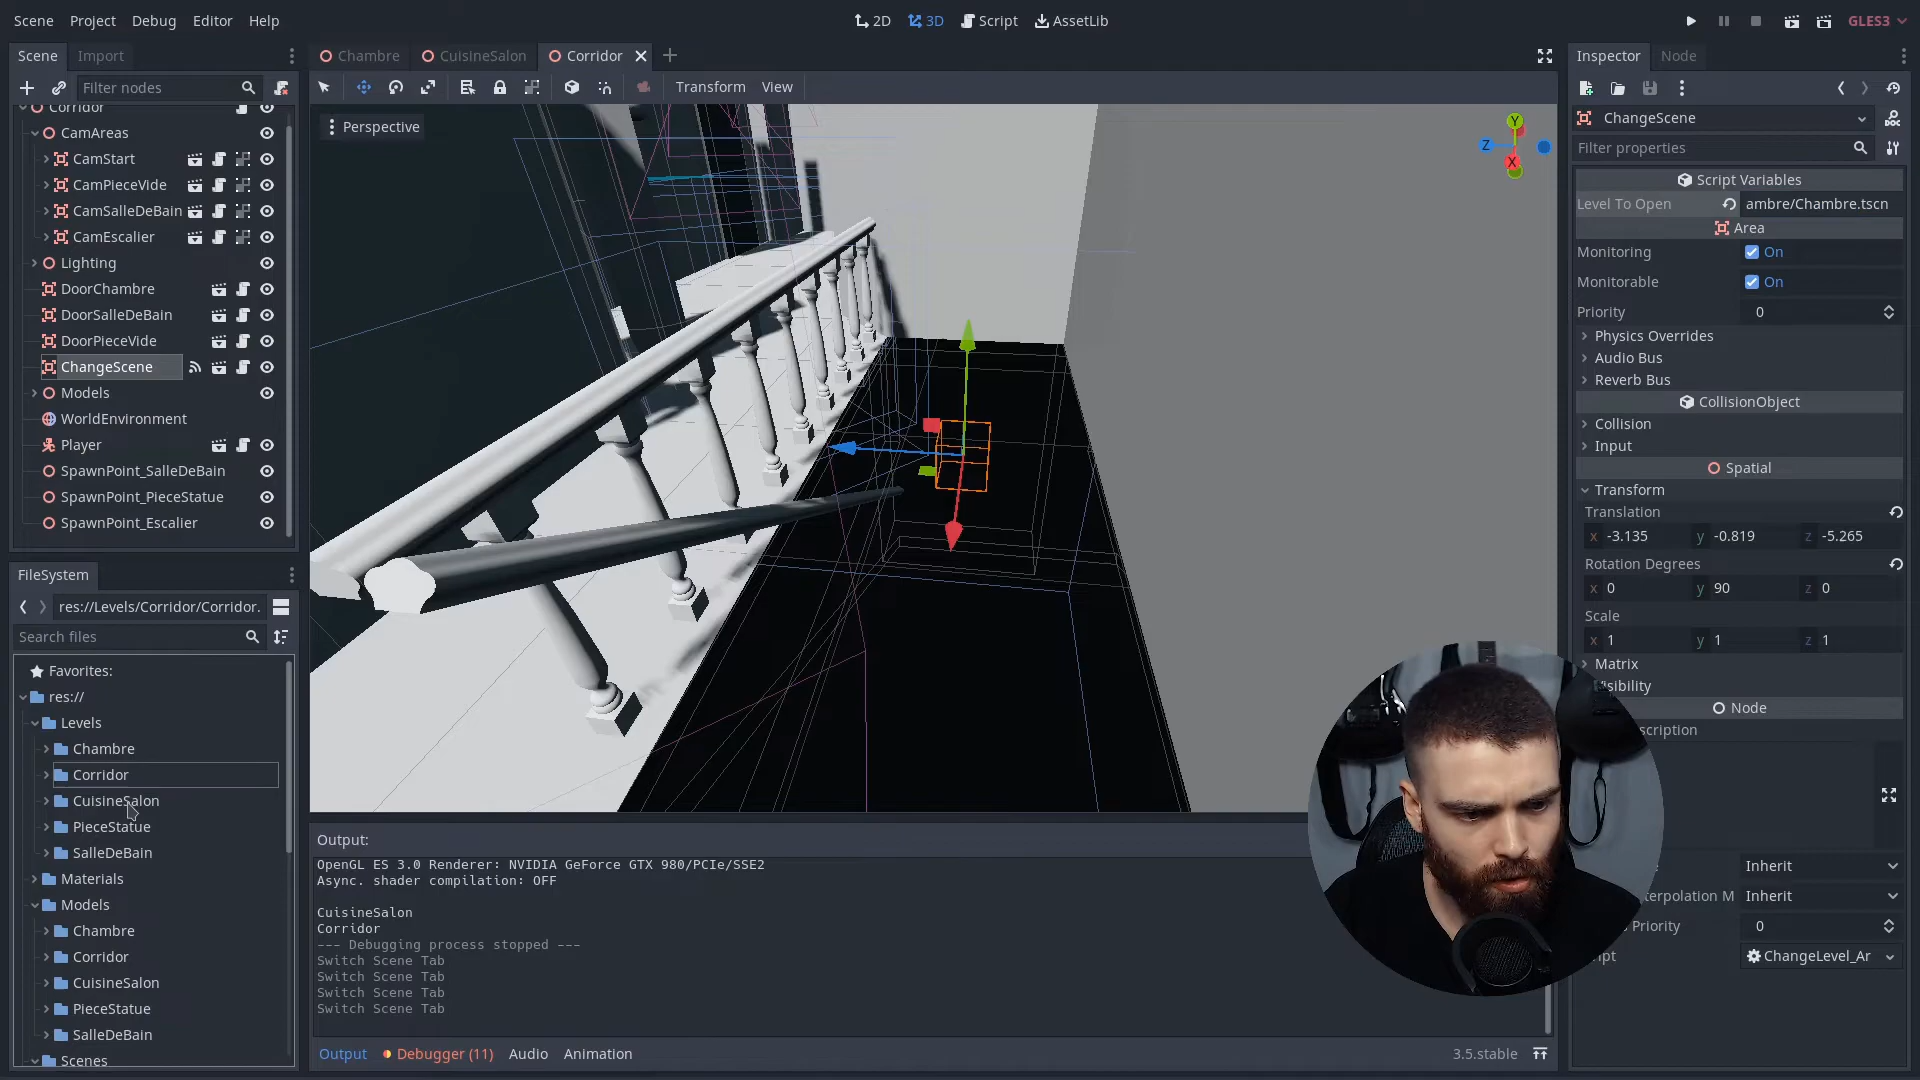 Scene Project Debug Editor Help
2D 3D Script AssetLib
GLES3
Scene Import
Filter nodes
Corridor
CamAreas
CamStart
CamPieceVide
CamSalleDeBain
CamEscalier
Lighting
DoorChambre
DoorSalleDeBain
DoorPieceVide
ChangeScene
Models
WorldEnvironment
Player
SpawnPoint_SalleDeBain
SpawnPoint_PieceStatue
SpawnPoint_Escalier
FileSystem
res://Levels/Corridor/Corridor.
Search files
Favorites:
res://
Levels
Chambre
Corridor
CuisineSalon
PieceStatue
SalleDeBain
Materials
Models
Chambre
Corridor
CuisineSalon
PieceStatue
SalleDeBain
Scenes
Chambre CuisineSalon Corridor
Transform View
Perspective
Y
Z
X
Output:
OpenGL ES 3.0 Renderer: NVIDIA GeForce GTX 980/PCIe/SSE2
Async. shader compilation: OFF
CuisineSalon
Corridor
--- Debugging process stopped ---
Switch Scene Tab
Switch Scene Tab
Switch Scene Tab
Switch Scene Tab
Output Debugger (11) Audio Animation
3.5.stable
Inspector Node
ChangeScene
Filter properties
Script Variables
Level To Open ambre/Chambre.tscn
Area
Monitoring On
Monitorable On
Priority 0
Physics Overrides
Audio Bus
Reverb Bus
CollisionObject
Collision
Input
Spatial
Transform
Translation
x -3.135 y -0.819 z -5.265
Rotation Degrees
x 0 y 90 z 0
Scale
x 1 y 1 z 1
Matrix
isibility
Node
scription
Inherit
terpolation M Inherit
Priority 0
ipt ChangeLevel_Ar